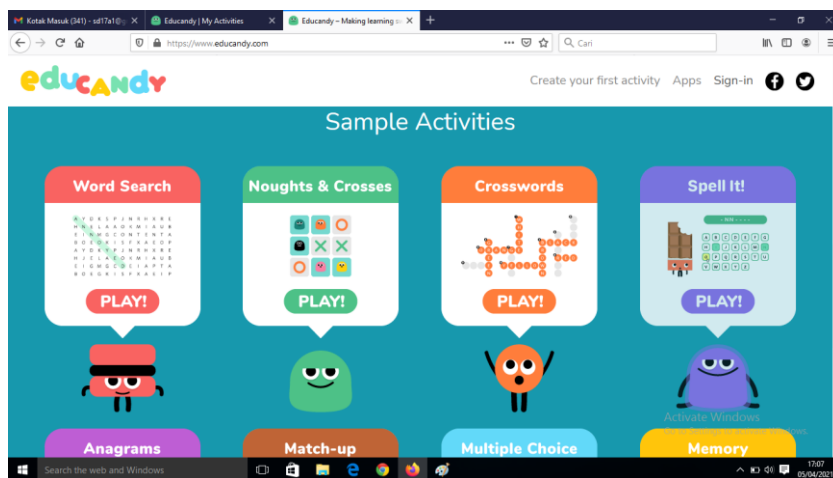 Kotak Masuk (341) - sd17a1@g
Educandy | My Activities
Educandy – Making learning s
https://www.educandy.com
Cari
educandy
Create your first activity
Apps
Sign-in
Sample Activities
Word Search
Noughts & Crosses
Crosswords
Spell It!
PLAY!
PLAY!
PLAY!
PLAY!
Activate Windows
Anagrams
Match-up
Multiple Choice
Memory
Search the web and Windows
17:07
05/04/2021